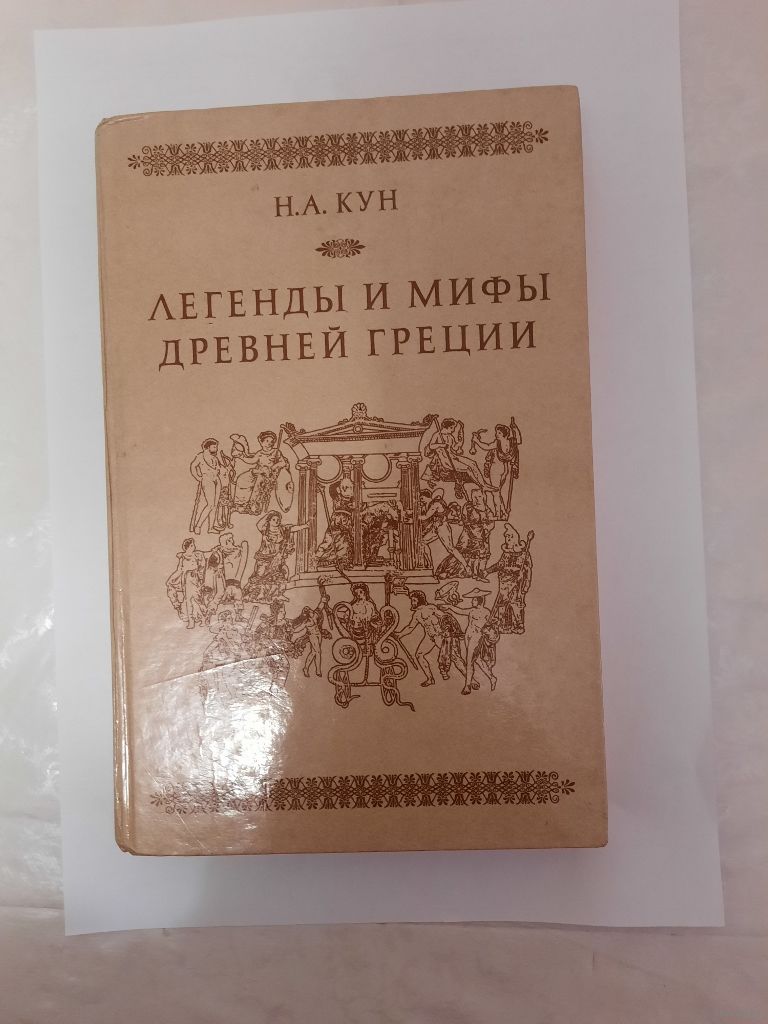 Н.А. КУН
ЛЕГЕНДЫ И МИФЫ
ДРЕВНЕЙ ГРЕЦИИ